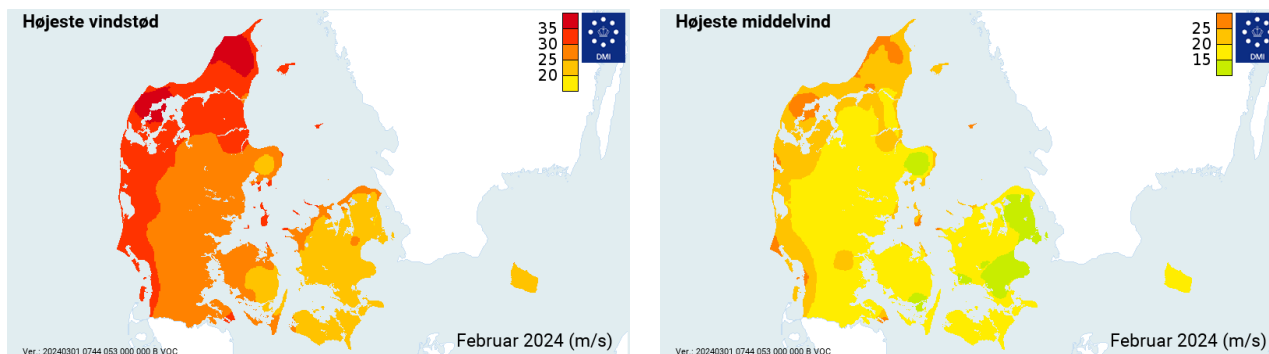 Højeste vindstød
35
30
25
20
DMI
Februar 2024 (m/s)
Ver.: 20240301 0744 053 000 000 B VOC
Højeste middelvind
25
20
15
DMI
Februar 2024 (m/s)
Ver.: 20240301 0744 053 000 000 B VOC